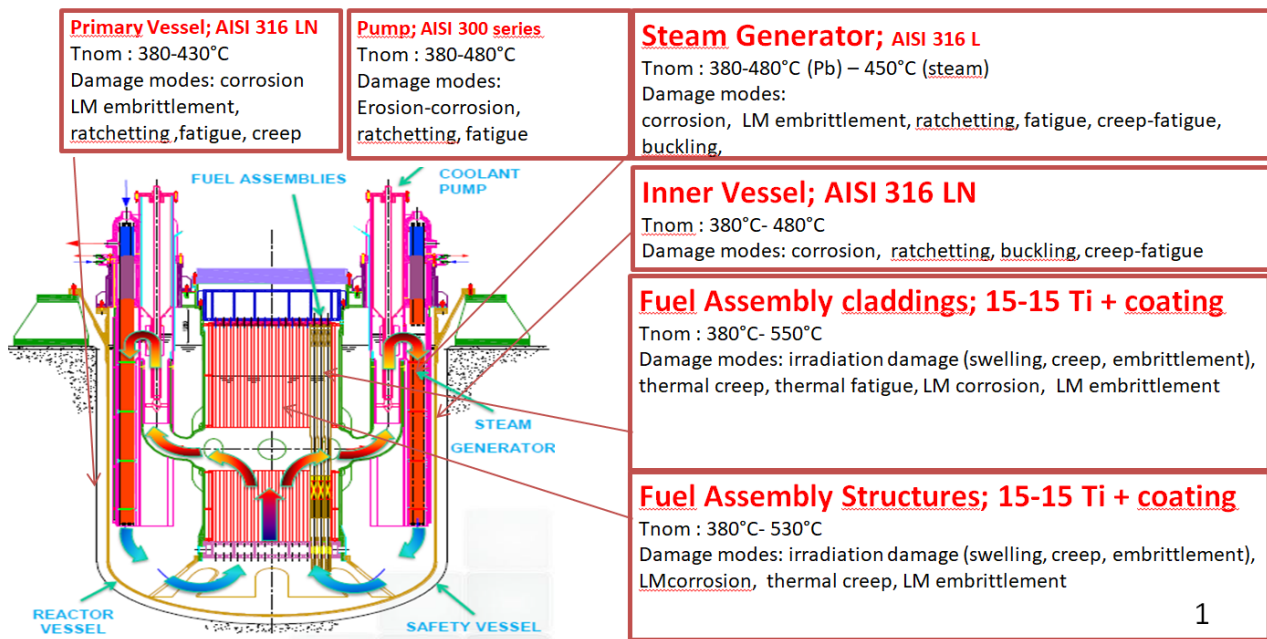 Primary Vessel; AISI 316 LN
Tnom : 380-430°C
Damage modes: corrosion
LM embrittlement,
ratchetting ,fatigue, creep
Pump; AISI 300 series
Tnom : 380-480°C
Damage modes:
Erosion-corrosion,
ratchetting, fatigue
Steam Generator; AISI 316 L
Tnom : 380-480°C (Pb) – 450°C (steam)
Damage modes:
corrosion, LM embrittlement, ratchetting, fatigue, creep-fatigue,
buckling,
Inner Vessel; AISI 316 LN
Tnom : 380°C- 480°C
Damage modes: corrosion, ratchetting, buckling, creep-fatigue
Fuel Assembly claddings; 15-15 Ti + coating
Tnom : 380°C- 550°C
Damage modes: irradiation damage (swelling, creep, embrittlement),
thermal creep, thermal fatigue, LM corrosion, LM embrittlement
Fuel Assembly Structures; 15-15 Ti + coating
Tnom : 380°C- 530°C
Damage modes: irradiation damage (swelling, creep, embrittlement),
LMcorrosion, thermal creep, LM embrittlement
1
FUEL ASSEMBLIES
COOLANT
PUMP
STEAM
GENERATOR
REACTOR
VESSEL
SAFETY VESSEL